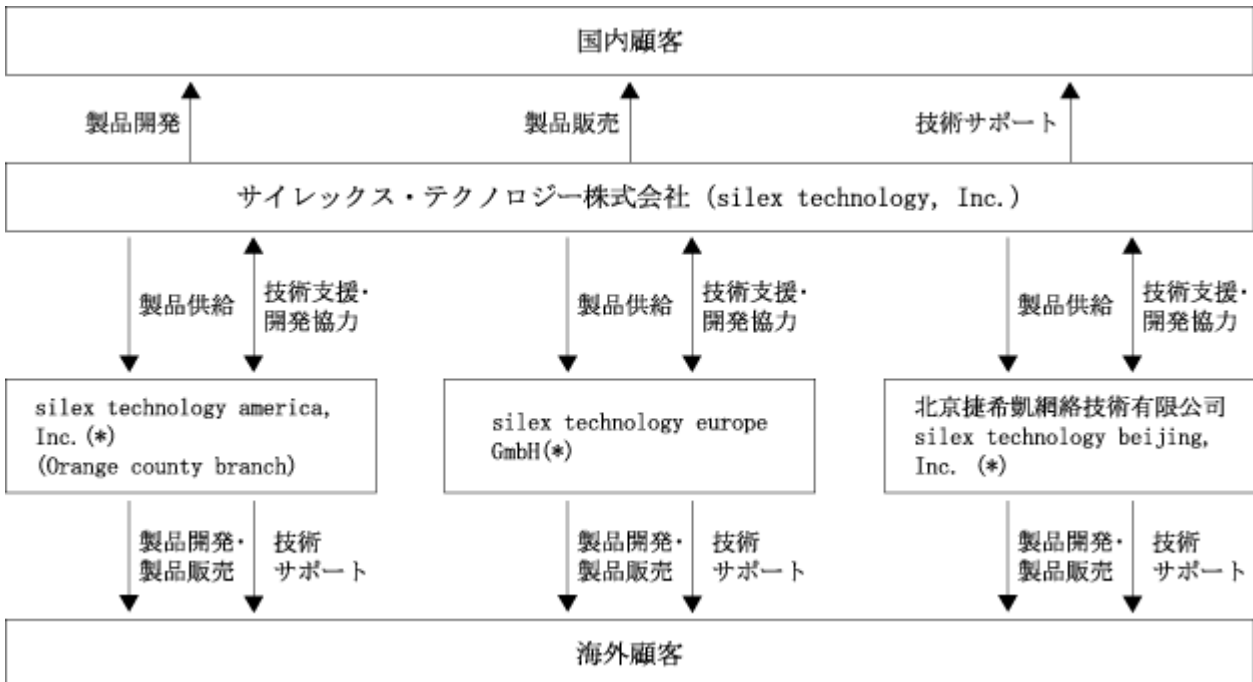 国内顧客
製品開発
製品販売
技術サポート
サイレックス・テクノロジー株式会社 (silex technology, Inc.)
製品供給
技術支援・
開発協力
製品供給
技術支援・
開発協力
製品供給
技術支援・
開発協力
silex technology america,
Inc.(*)
(Orange county branch)
silex technology europe
GmbH(*)
北京捷希凱網絡技術有限公司
silex technology beijing,
Inc. (*)
製品開発・
製品販売
技術
サポート
製品開発・
製品販売
技術
サポート
製品開発・
製品販売
技術
サポート
海外顧客